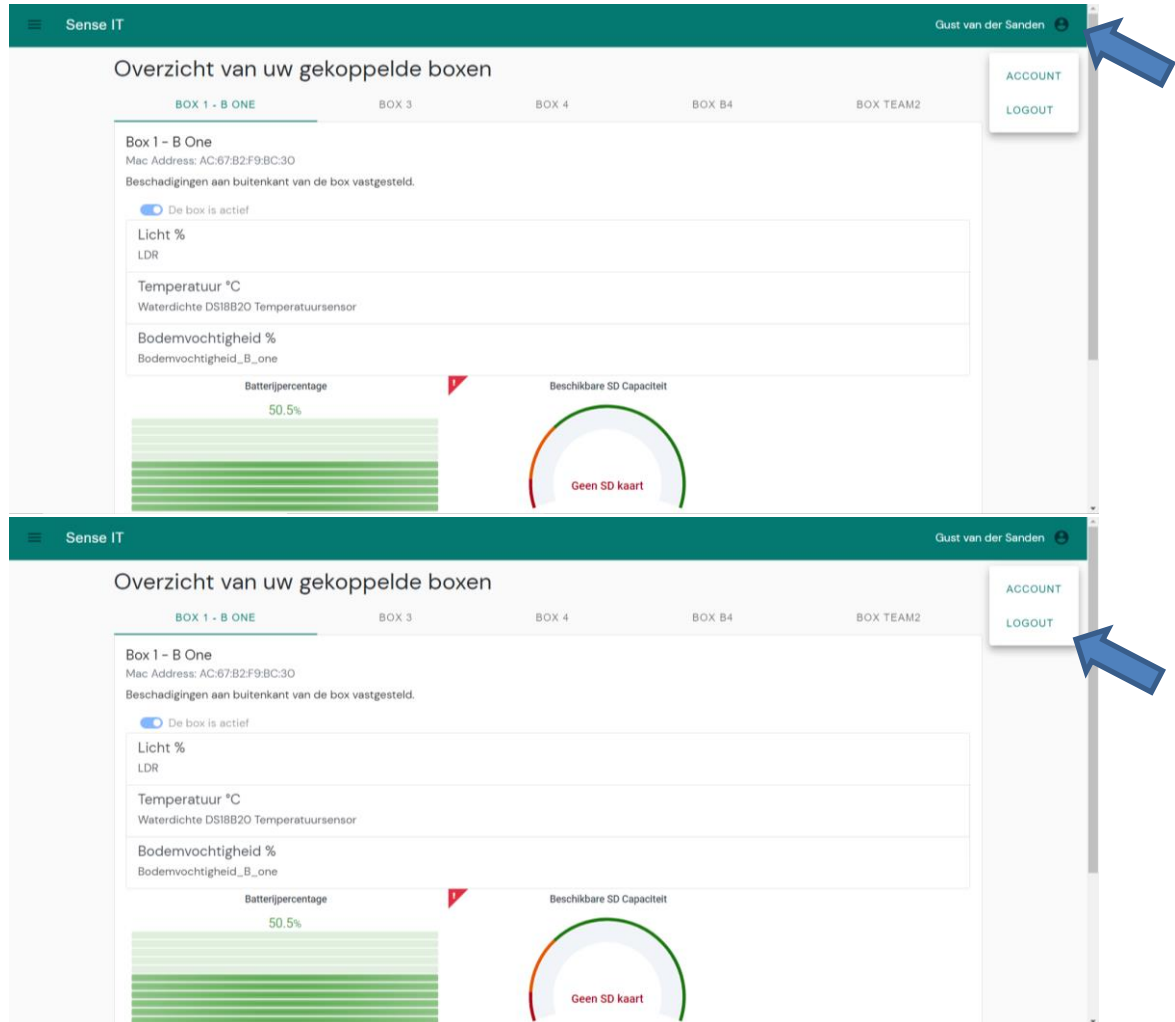 Sense IT
Gust van der Sanden
Overzicht van uw gekoppelde boxen
ACCOUNT
LOGOUT
BOX 1 - B ONE BOX 3 BOX 4 BOX B4 BOX TEAM2
Box 1 - B One
Mac Address: AC:67:B2:F9:BC:30
Beschadigingen aan buitenkant van de box vastgesteld.
De box is actief
Licht %
LDR
Temperatuur °C
Waterdichte DS18B20 Temperatuursensor
Bodemvochtigheid %
Bodemvochtigheid_B_one
Batterijpercentage
!
Beschikbare SD Capaciteit
50.5%
Geen SD kaart
Sense IT
Gust van der Sanden
Overzicht van uw gekoppelde boxen
ACCOUNT
LOGOUT
BOX 1 - B ONE BOX 3 BOX 4 BOX B4 BOX TEAM2
Box 1 - B One
Mac Address: AC:67:B2:F9:BC:30
Beschadigingen aan buitenkant van de box vastgesteld.
De box is actief
Licht %
LDR
Temperatuur °C
Waterdichte DS18B20 Temperatuursensor
Bodemvochtigheid %
Bodemvochtigheid_B_one
Batterijpercentage
!
Beschikbare SD Capaciteit
50.5%
Geen SD kaart